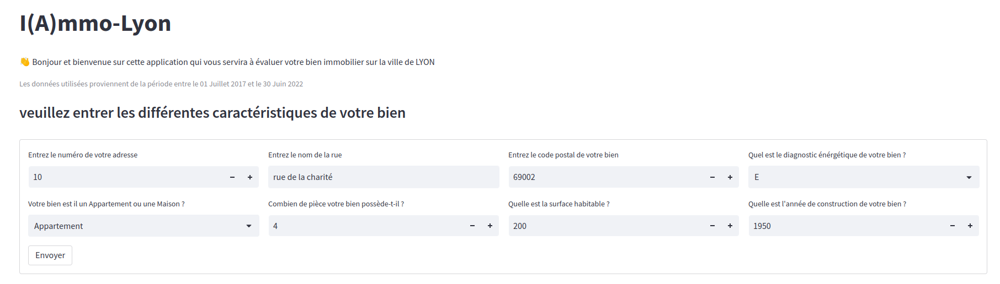 I(A)mmo-Lyon
👋 Bonjour et bienvenue sur cette application qui vous servira à évaluer votre bien immobilier sur la ville de LYON
Les données utilisées proviennent de la période entre le 01 Juillet 2017 et le 30 Juin 2022
veuillez entrer les différentes caractéristiques de votre bien
Entrez le numéro de votre adresse
10
Entrez le nom de la rue
rue de la charité
Entrez le code postal de votre bien
69002
Quel est le diagnostic énérgétique de votre bien ?
E
Votre bien est il un Appartement ou une Maison ?
Appartement
Combien de pièce votre bien possède-t-il ?
4
Quelle est la surface habitable ?
200
Quelle est l'année de construction de votre bien ?
1950
Envoyer